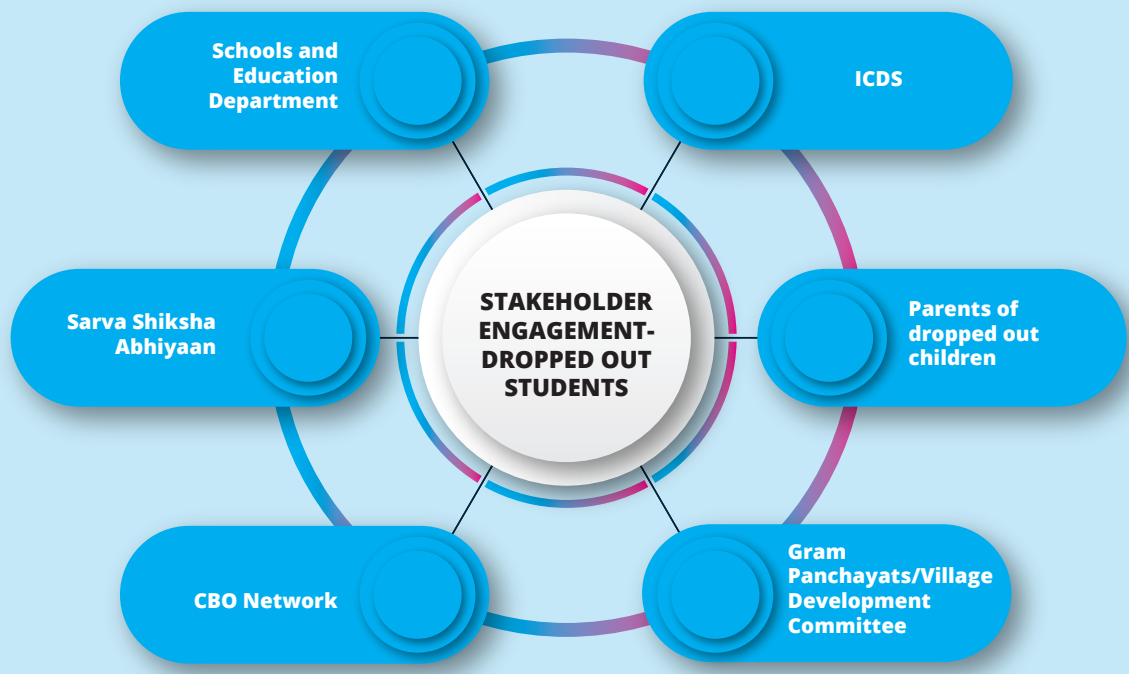 Schools and
Education
Department
ICDS
Sarva Shiksha
Abhiyaan
STAKEHOLDER
ENGAGEMENT-
DROPPED OUT
STUDENTS
Parents of
dropped out
children
CBO Network
Gram
Panchayats/Village
Development
Committee